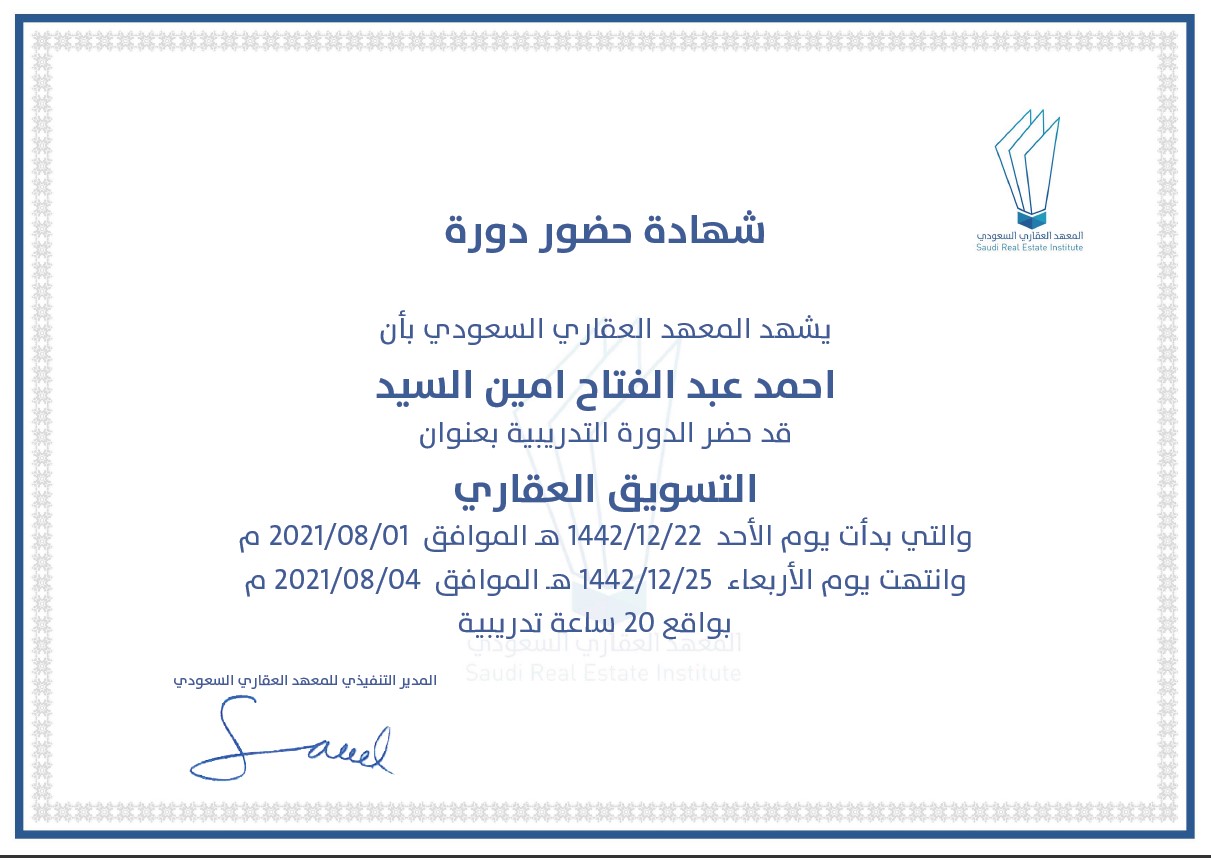 المعهد العقاري السعودي
Saudi Real Estate Institute
شهادة حضور دورة
يشهد المعهد العقاري السعودي بأن
احمد عبد الفتاح امين السيد
قد حضر الدورة التدريبية بعنوان
التسويق العقاري
والتي بدأت يوم الأحد 1442/12/22 هـ الموافق 2021/08/01 م
وانتهت يوم الأربعاء 1442/12/25 هـ الموافق 2021/08/04 م
بواقع 20 ساعة تدريبية
المعهد العقاري السعودي
Saudi Real Estate Institute
المدير التنفيذي للمعهد العقاري السعودي